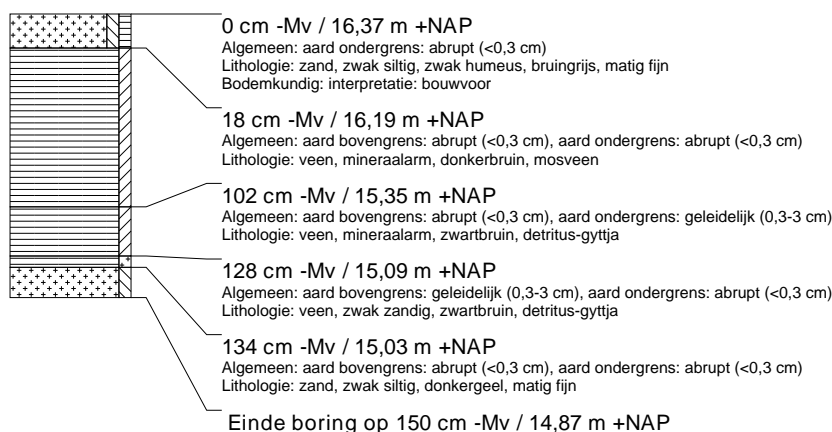 0 cm -Mv / 16,37 m +NAP
Algemeen: aard ondergrens: abrupt (<0,3 cm)
Lithologie: zand, zwak siltig, zwak humeus, bruingrijs, matig fijn
Bodemkundig: interpretatie: bouwvoor
18 cm -Mv / 16,19 m +NAP
Algemeen: aard bovengrens: abrupt (<0,3 cm), aard ondergrens: abrupt (<0,3 cm)
Lithologie: veen, mineraalarm, donkerbruin, mosveen
102 cm -Mv / 15,35 m +NAP
Algemeen: aard bovengrens: abrupt (<0,3 cm), aard ondergrens: geleidelijk (0,3-3 cm)
Lithologie: veen, mineraalarm, zwartbruin, detritus-gyttja
128 cm -Mv / 15,09 m +NAP
Algemeen: aard bovengrens: geleidelijk (0,3-3 cm), aard ondergrens: abrupt (<0,3 cm)
Lithologie: veen, zwak zandig, zwartbruin, detritus-gyttja
134 cm -Mv / 15,03 m +NAP
Algemeen: aard bovengrens: abrupt (<0,3 cm), aard ondergrens: abrupt (<0,3 cm)
Lithologie: zand, zwak siltig, donkergeel, matig fijn
Einde boring op 150 cm -Mv / 14,87 m +NAP